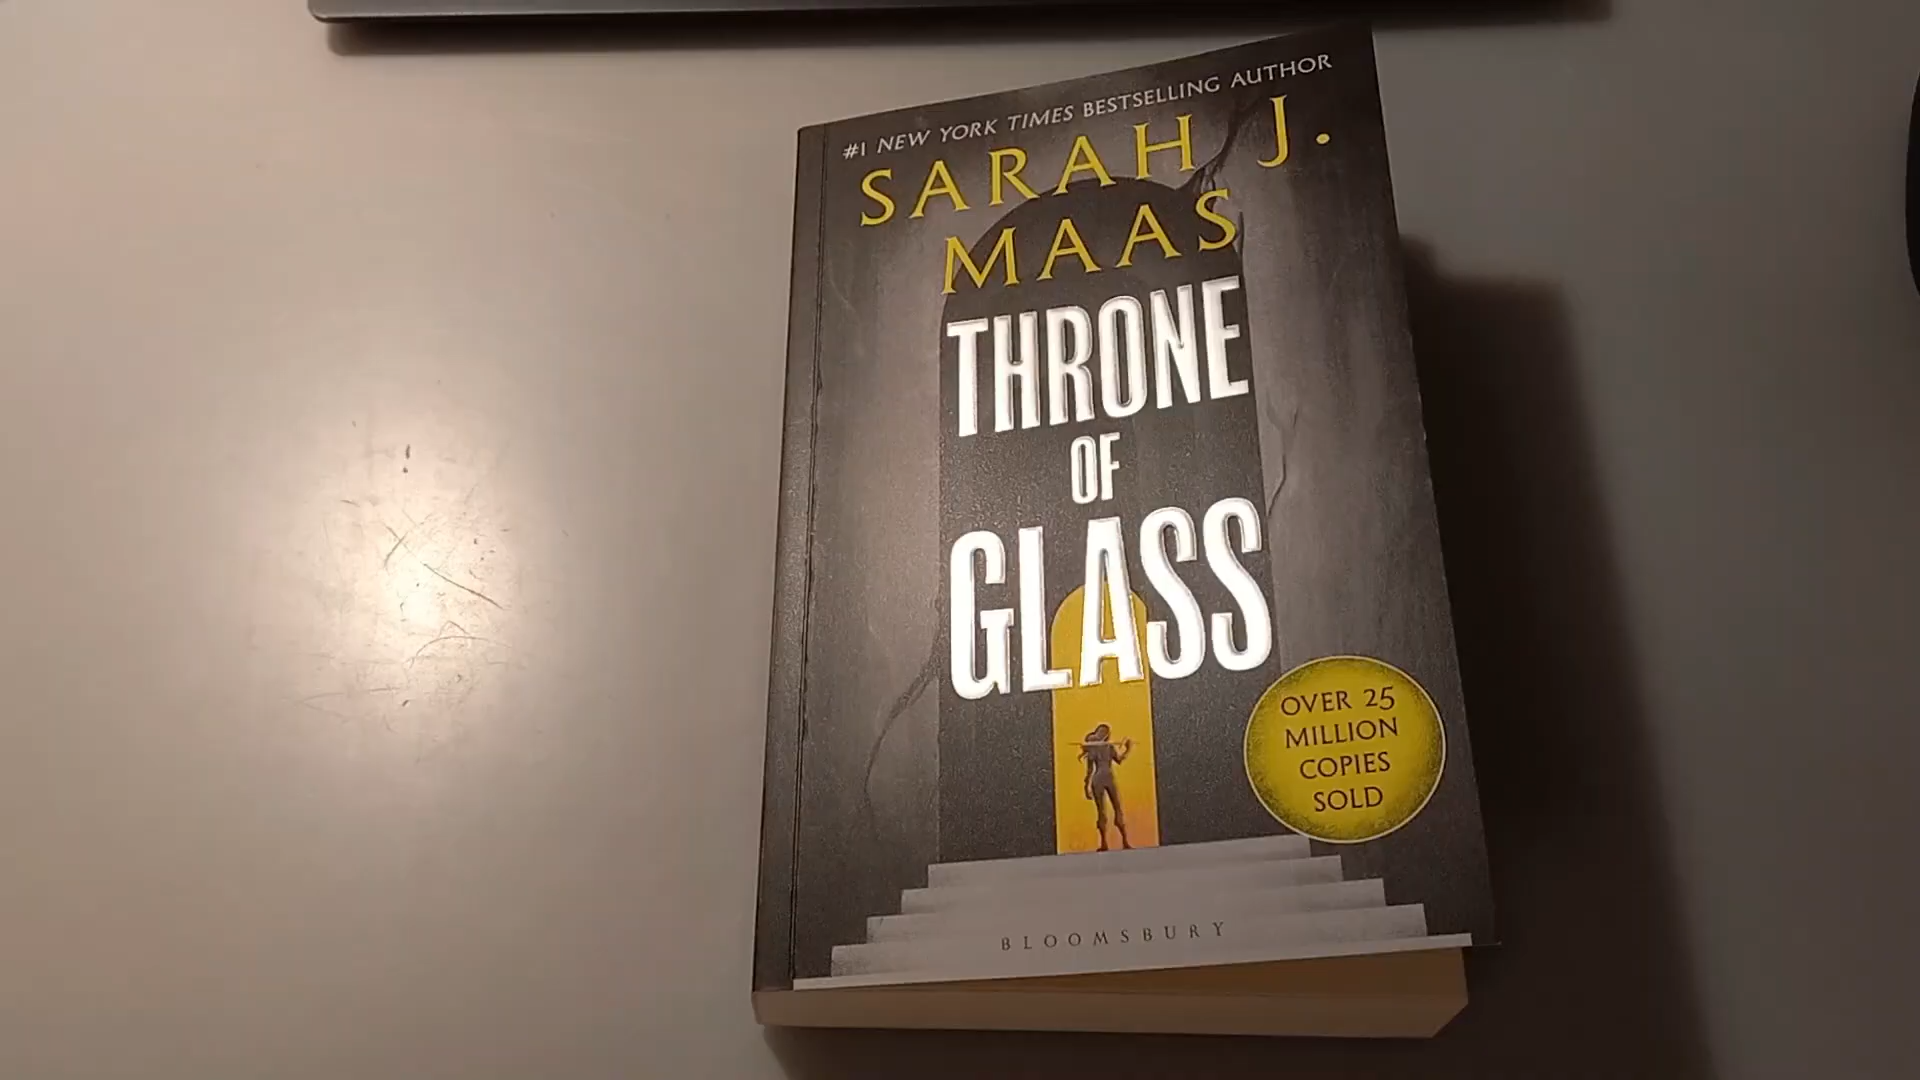 #1 NEW YORK TIMES BESTSELLING AUTHOR
SARAH J.
MAAS
THRONE
OF
GLASS
OVER 25
MILLION
COPIES
SOLD
BLOOMSBURY